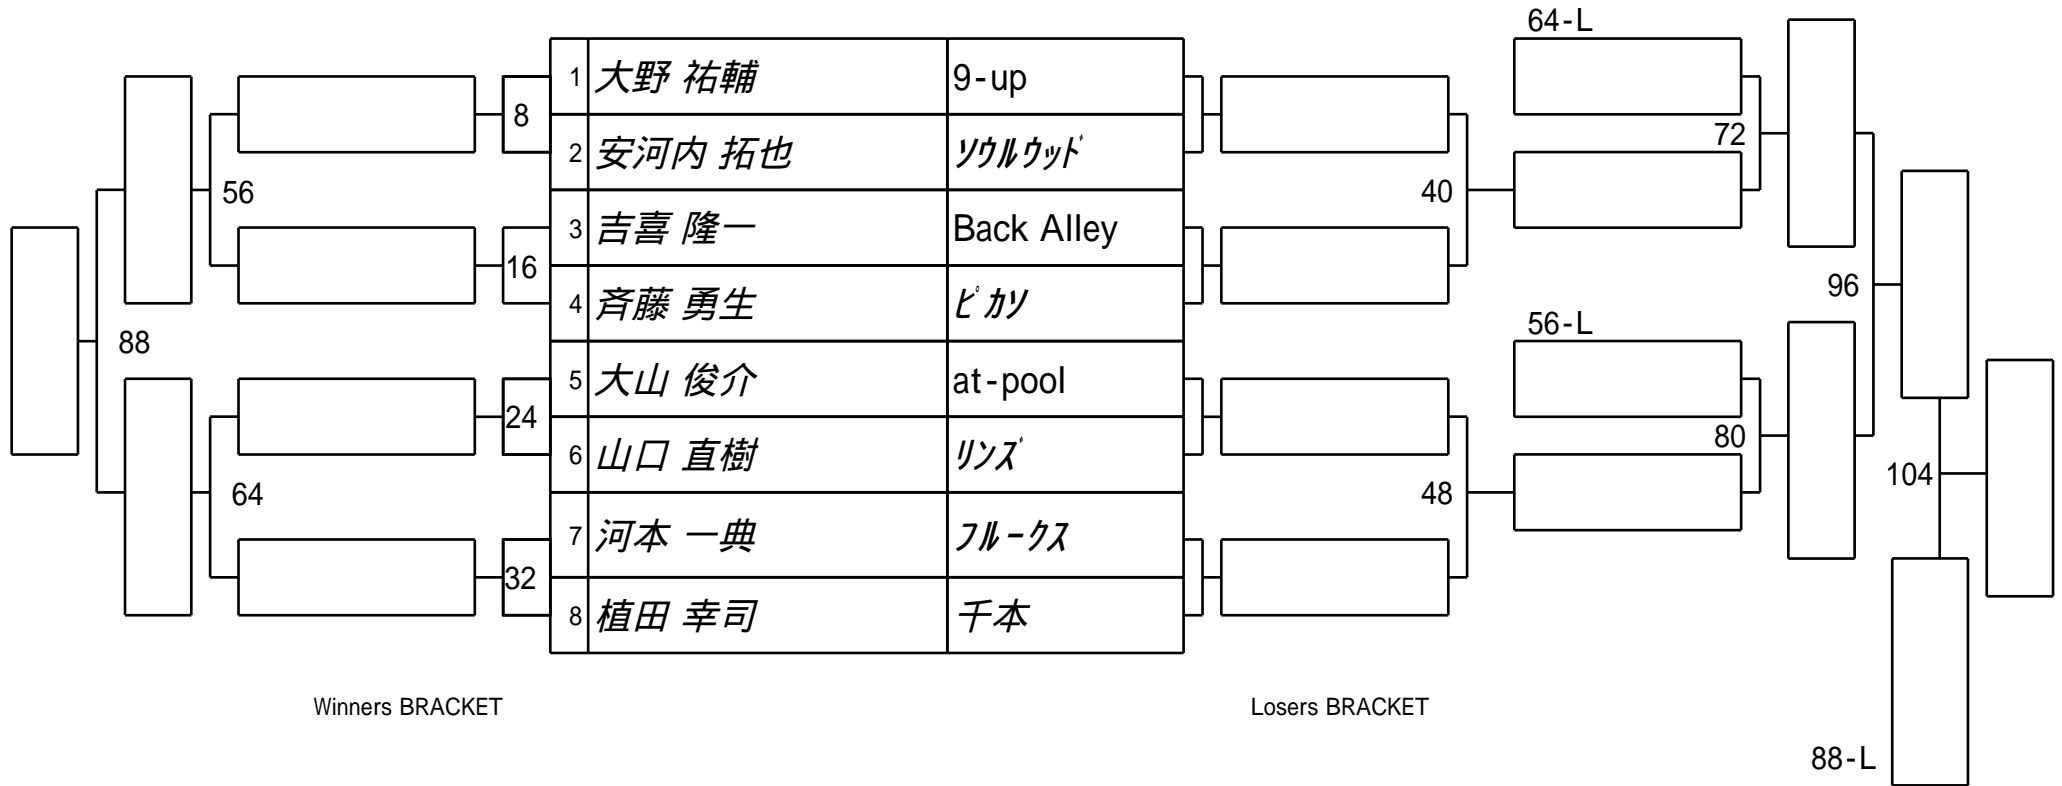 64-L
1 大野 祐輔 9-up
8
72
2 安河内 拓也 ｿｳﾙｳｯﾄﾞ
56
40
3 吉喜 隆一 Back Alley
16
96
4 斉藤 勇生 ﾋﾟｶｿ
56-L
88
5 大山 俊介 at-pool
24
80
6 山口 直樹 ﾘﾝｽﾞ
104
64
48
7 河本 一典 ﾌﾙｰｸｽ
32
8 植田 幸司 千本
Winners BRACKET
Losers BRACKET
88-L